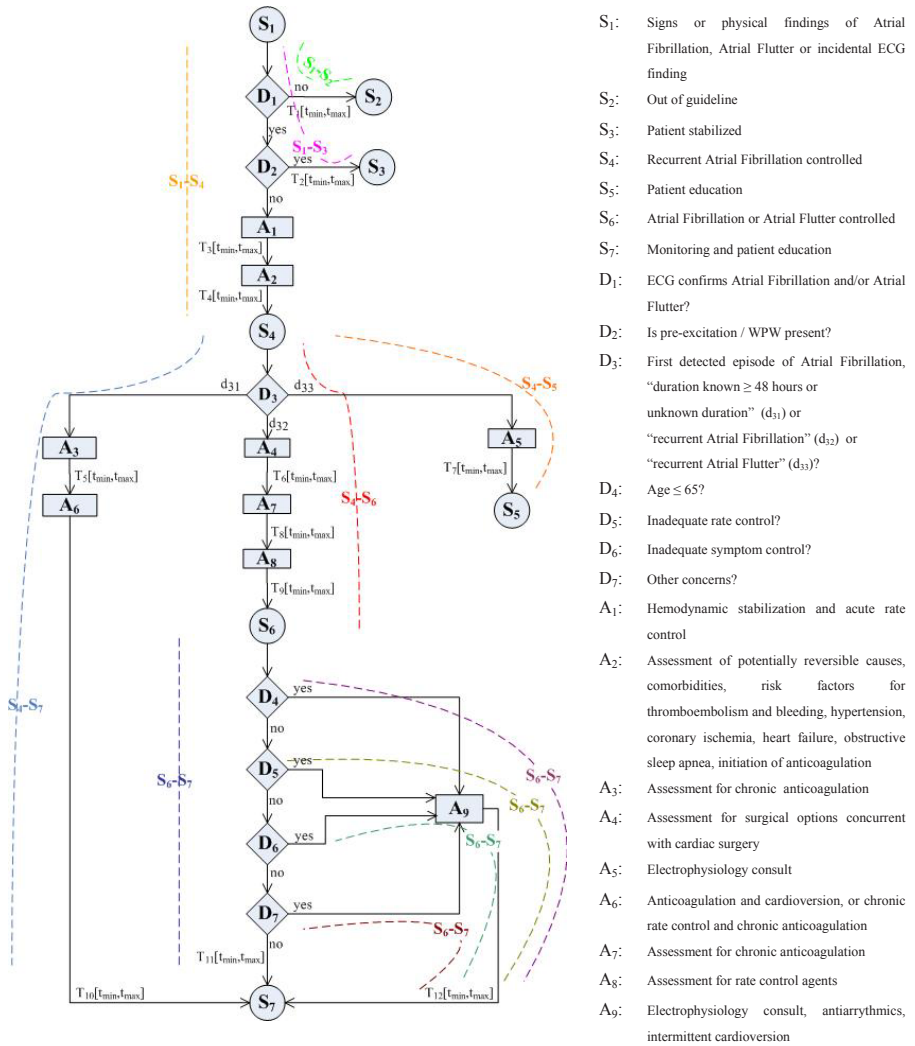 S1
S1-S2
D1
no
T1[tmin,tmax]
S2
yes
S1-S3
D2
yes
T2[tmin,tmax]
S3
S1-S4
no
A1
T3[tmin,tmax]
A2
T4[tmin,tmax]
S4
d31
D3
d33
S4-S5
d32
A3
A4
A5
T5[tmin,tmax]
T6[tmin,tmax]
T7[tmin,tmax]
A6
A7
S4-S6
S5
T8[tmin,tmax]
A8
T9[tmin,tmax]
S6
D4
yes
S4-S7
no
D5
yes
S6-S7
S6-S7
S6-S7
no
A9
D6
yes
S6-S7
no
D7
yes
S6-S7
no
T11[tmin,tmax]
T10[tmin,tmax]
S7
T12[tmin,tmax]
S1: Signs or physical findings of Atrial
Fibrillation, Atrial Flutter or incidental ECG
finding
S2: Out of guideline
S3: Patient stabilized
S4: Recurrent Atrial Fibrillation controlled
S5: Patient education
S6: Atrial Fibrillation or Atrial Flutter controlled
S7: Monitoring and patient education
D1: ECG confirms Atrial Fibrillation and/or Atrial
Flutter?
D2: Is pre-excitation / WPW present?
D3: First detected episode of Atrial Fibrillation,
“duration known ≥ 48 hours or
unknown duration” (d31) or
“recurrent Atrial Fibrillation” (d32) or
“recurrent Atrial Flutter” (d33)?
D4: Age ≤ 65?
D5: Inadequate rate control?
D6: Inadequate symptom control?
D7: Other concerns?
A1: Hemodynamic stabilization and acute rate
control
A2: Assessment of potentially reversible causes,
comorbidities, risk factors for
thromboembolism and bleeding, hypertension,
coronary ischemia, heart failure, obstructive
sleep apnea, initiation of anticoagulation
A3: Assessment for chronic anticoagulation
A4: Assessment for surgical options concurrent
with cardiac surgery
A5: Electrophysiology consult
A6: Anticoagulation and cardioversion, or chronic
rate control and chronic anticoagulation
A7: Assessment for chronic anticoagulation
A8: Assessment for rate control agents
A9: Electrophysiology consult, antiarrythmics,
intermittent cardioversion